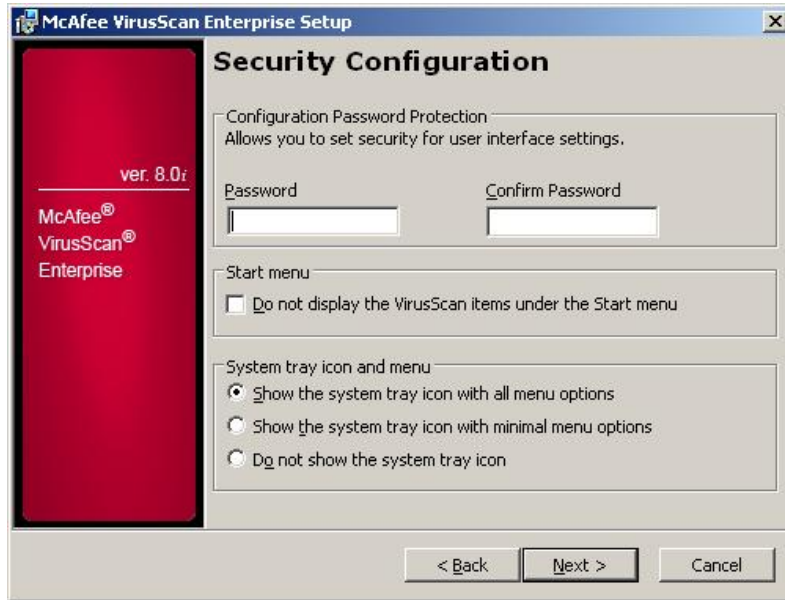 McAfee VirusScan Enterprise Setup
Security Configuration
ver. 8.0i
McAfee®
VirusScan®
Enterprise
Configuration Password Protection
Allows you to set security for user interface settings.
Password Confirm Password
Start menu
Do not display the VirusScan items under the Start menu
System tray icon and menu
Show the system tray icon with all menu options
Show the system tray icon with minimal menu options
Do not show the system tray icon
< Back Next > Cancel